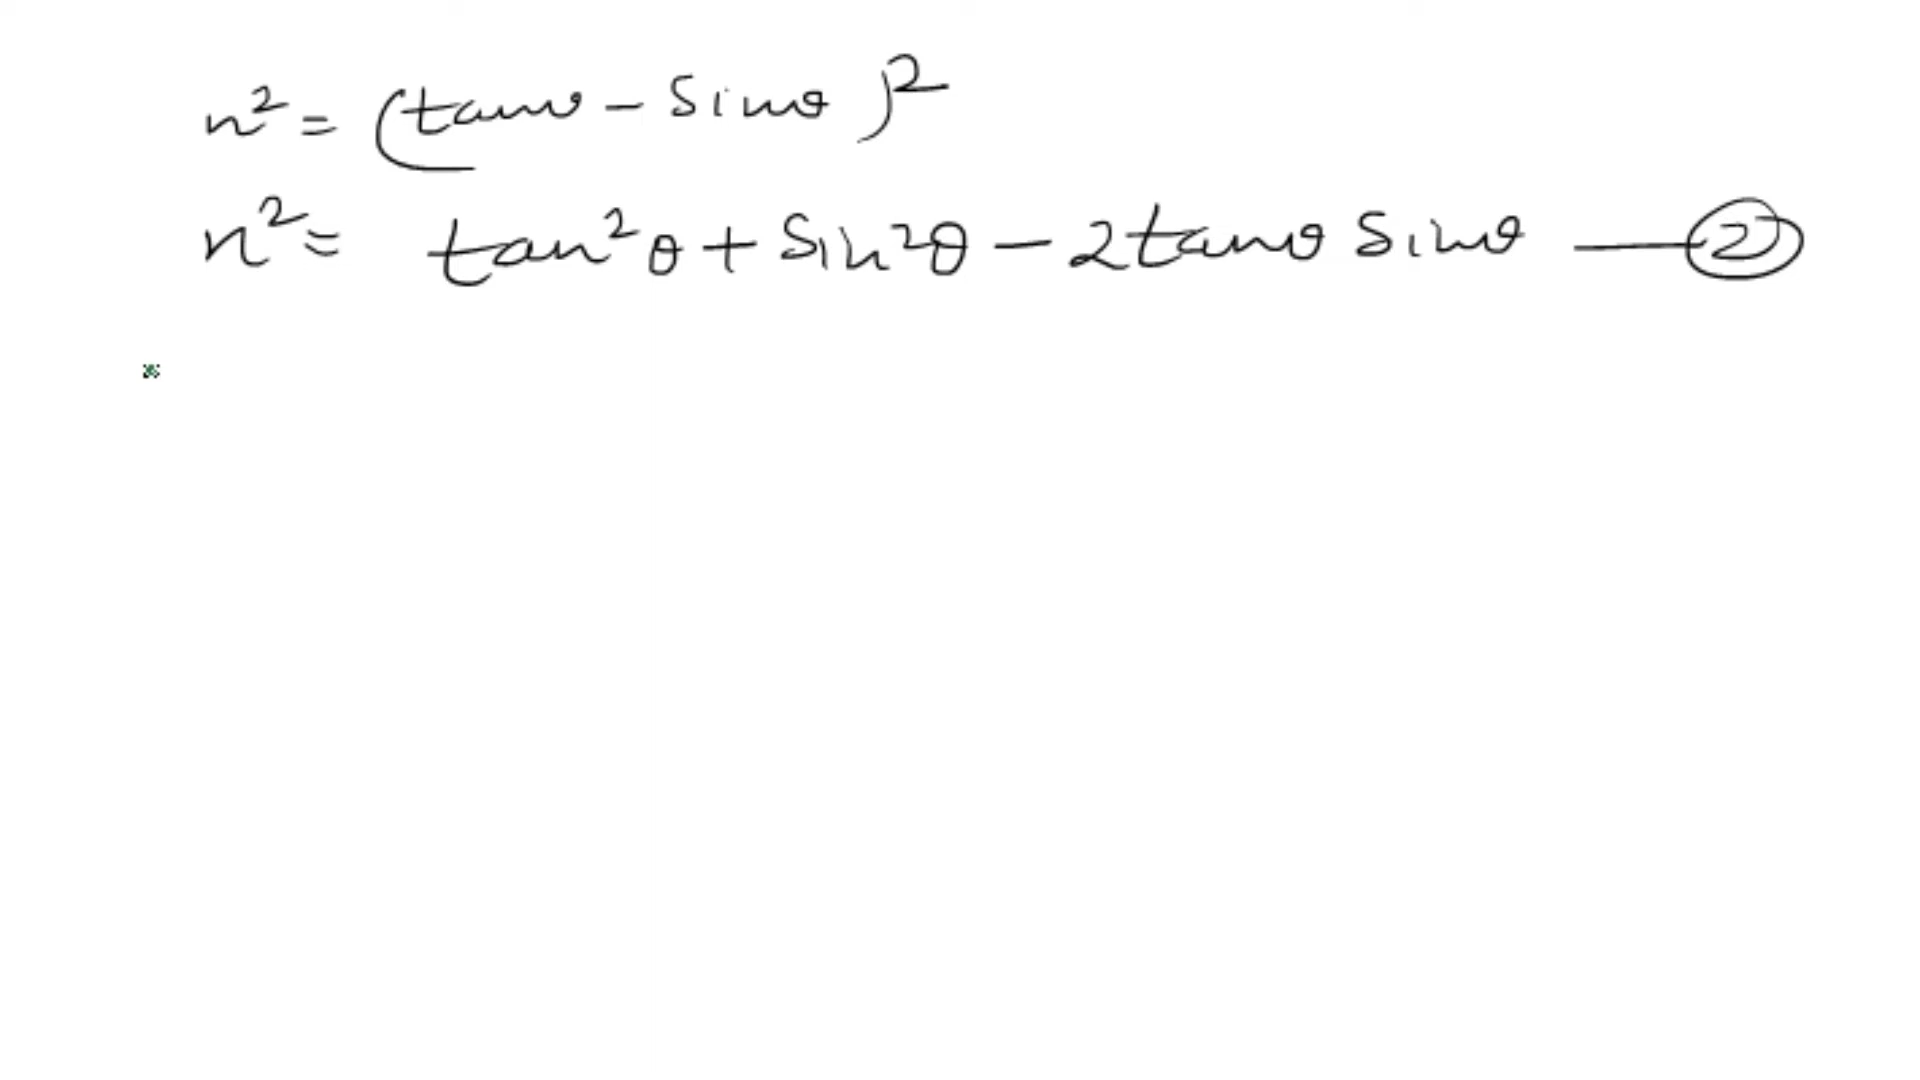 n² = (tanθ - sinθ)²
n² = tan²θ + sin²θ - 2tanθ sinθ — ②